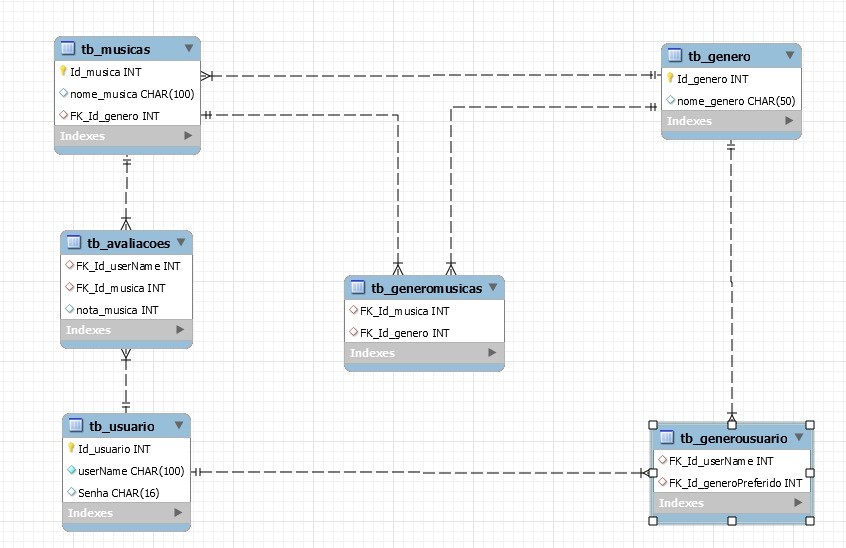 tb_musicas
Id_musica INT
nome_musica CHAR(100)
FK_Id_genero INT
Indexes
tb_genero
Id_genero INT
nome_genero CHAR(50)
Indexes
tb_avaliacoes
FK_Id_userName INT
FK_Id_musica INT
nota_musica INT
Indexes
tb_generomusicas
FK_Id_musica INT
FK_Id_genero INT
Indexes
tb_usuario
Id_usuario INT
userName CHAR(100)
Senha CHAR(16)
Indexes
tb_generousuario
FK_Id_userName INT
FK_Id_generoPreferido INT
Indexes